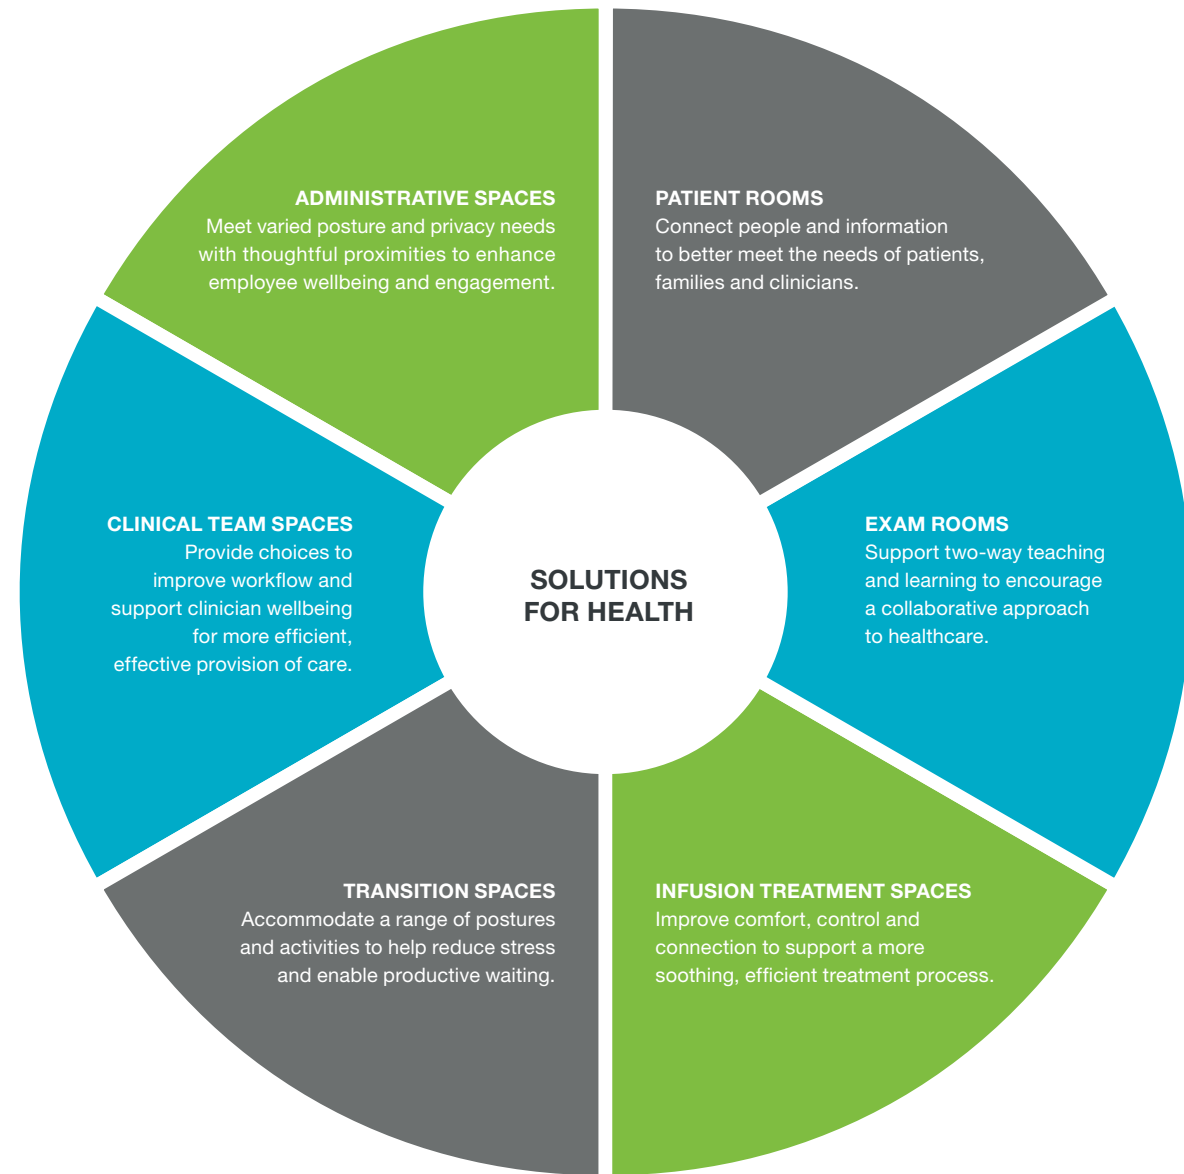 ADMINISTRATIVE SPACES
Meet varied posture and privacy needs
with thoughtful proximities to enhance
employee wellbeing and engagement.
PATIENT ROOMS
Connect people and information
to better meet the needs of patients,
families and clinicians.
CLINICAL TEAM SPACES
Provide choices to
improve workflow and
support clinician wellbeing
for more efficient,
effective provision of care.
SOLUTIONS
FOR HEALTH
EXAM ROOMS
Support two-way teaching
and learning to encourage
a collaborative approach
to healthcare.
TRANSITION SPACES
Accommodate a range of postures
and activities to help reduce stress
and enable productive waiting.
INFUSION TREATMENT SPACES
Improve comfort, control and
connection to support a more
soothing, efficient treatment process.